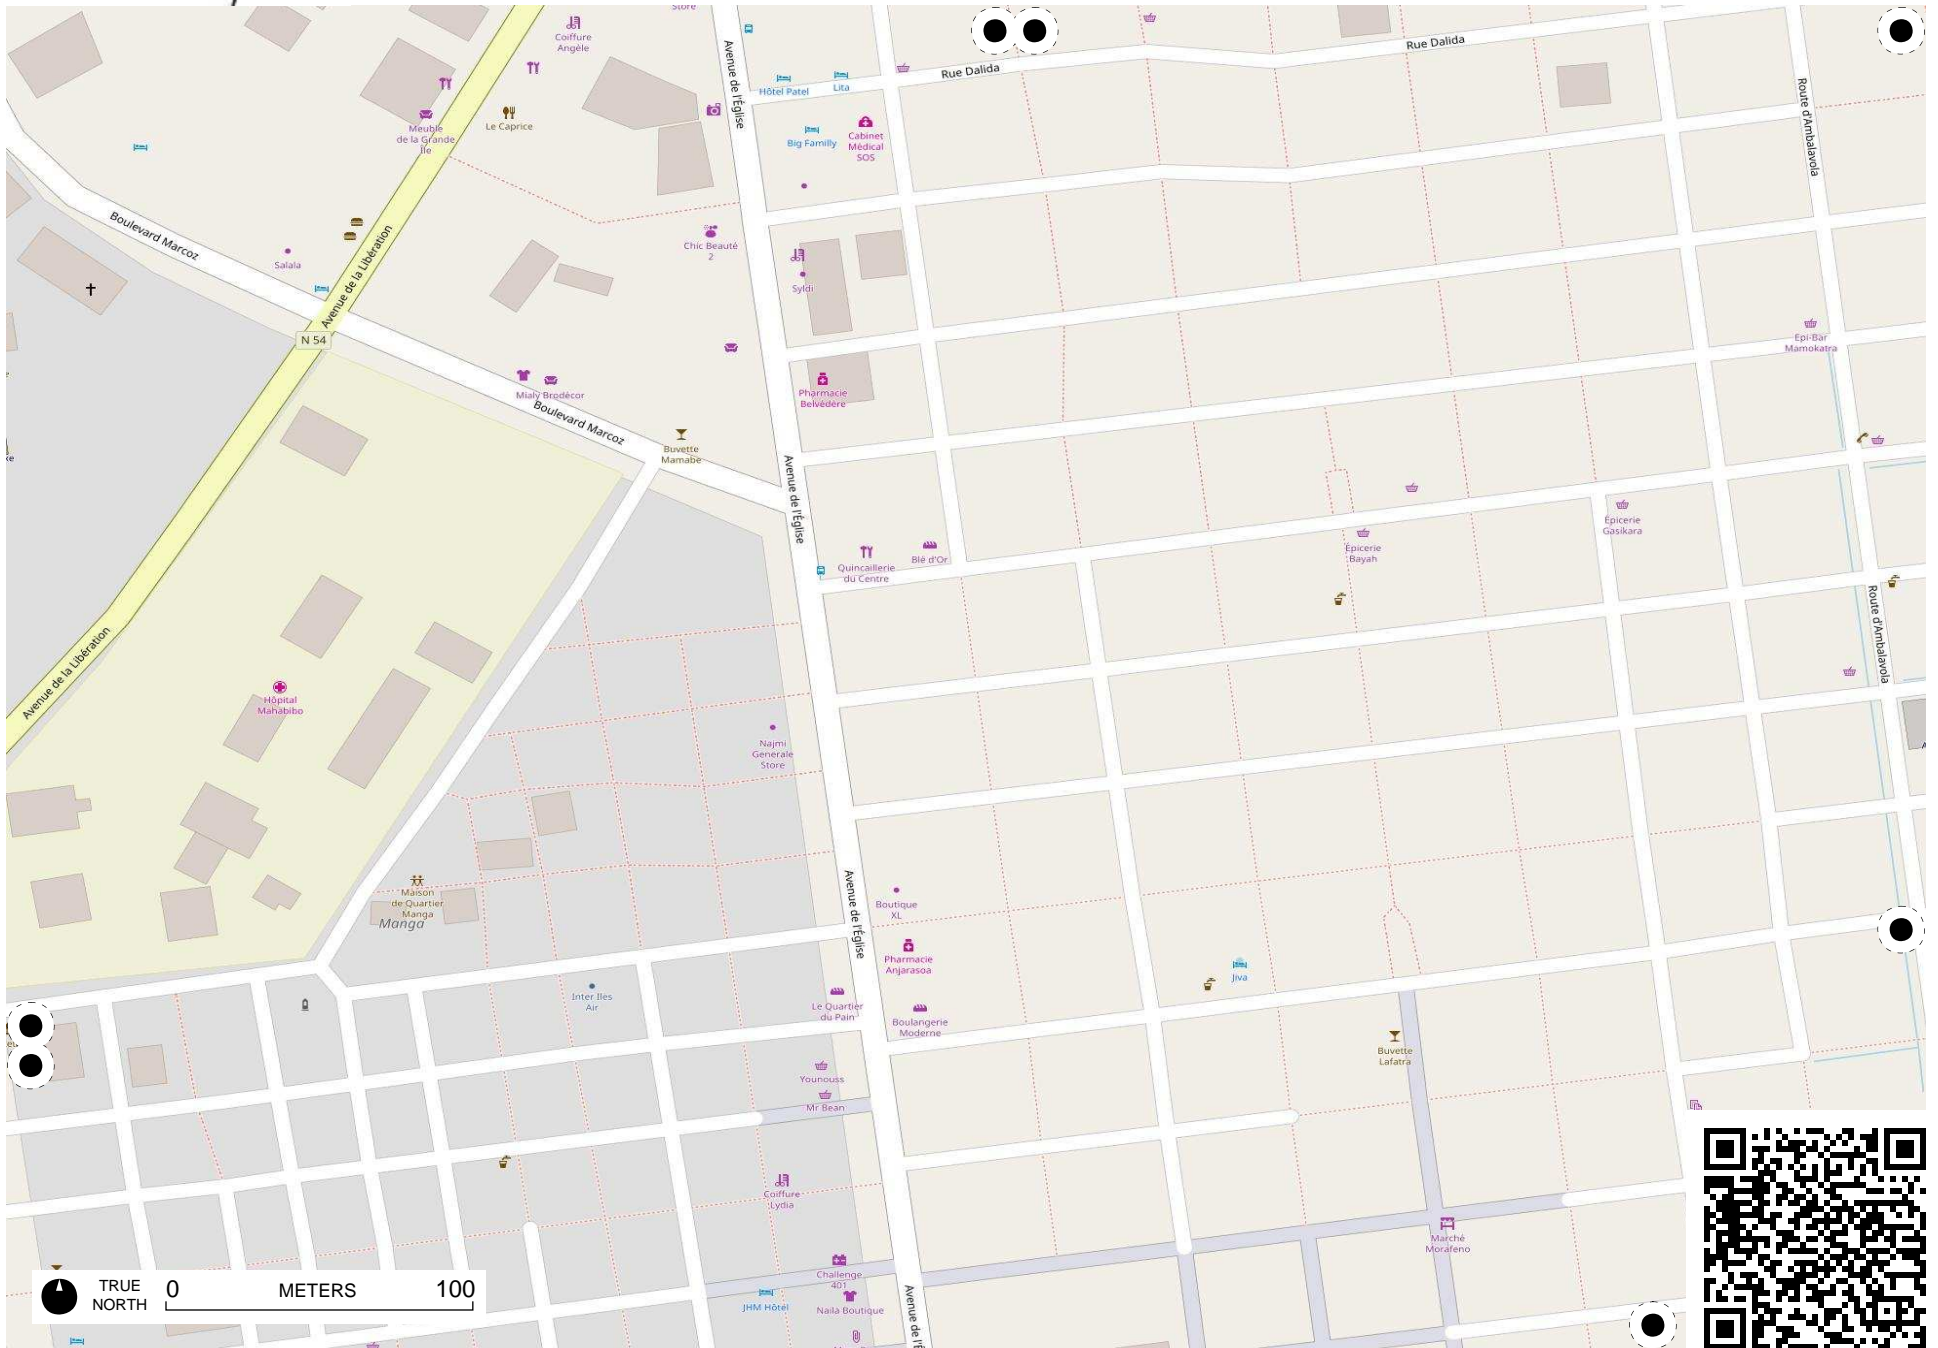 Store
Coiffure
Angèle
Avenue de l'Église
Rue Dalida
Rue Dalida
Route d'Ambalavola
Hôtel Patel
Lita
Le Caprice
Meuble
de la Grande
Île
Big Familly
Cabinet
Médical
SOS
Boulevard Marcoz
Salala
Avenue de la Libération
Chic Beauté
2
Syldi
N 54
Epi-Bar
Mamokatra
Mialy Brodécor
Boulevard Marcoz
Pharmacie
Belvédère
Buvette
Mamabe
Avenue de l'Église
Quincaillerie
du Centre
Blé d'Or
Épicerie
Bayah
Épicerie
Gasikara
Route d'Ambalavola
Avenue de la Libération
Hôpital
Mahabibo
Najmi
Generale
Store
Maison
de Quartier
Manga
Manga
Avenue de l'Église
Boutique
XL
Pharmacie
Anjarasoa
Jiva
Inter Iles
Air
Le Quartier
du Pain
Boulangerie
Moderne
Buvette
Lafatra
Younouss
Mr Bean
Coiffure
Lydia
Marché
Morafeno
Challenge
401
JHM Hôtel
Naila Boutique
Avenue de l'É
TRUE
NORTH
0 METERS 100